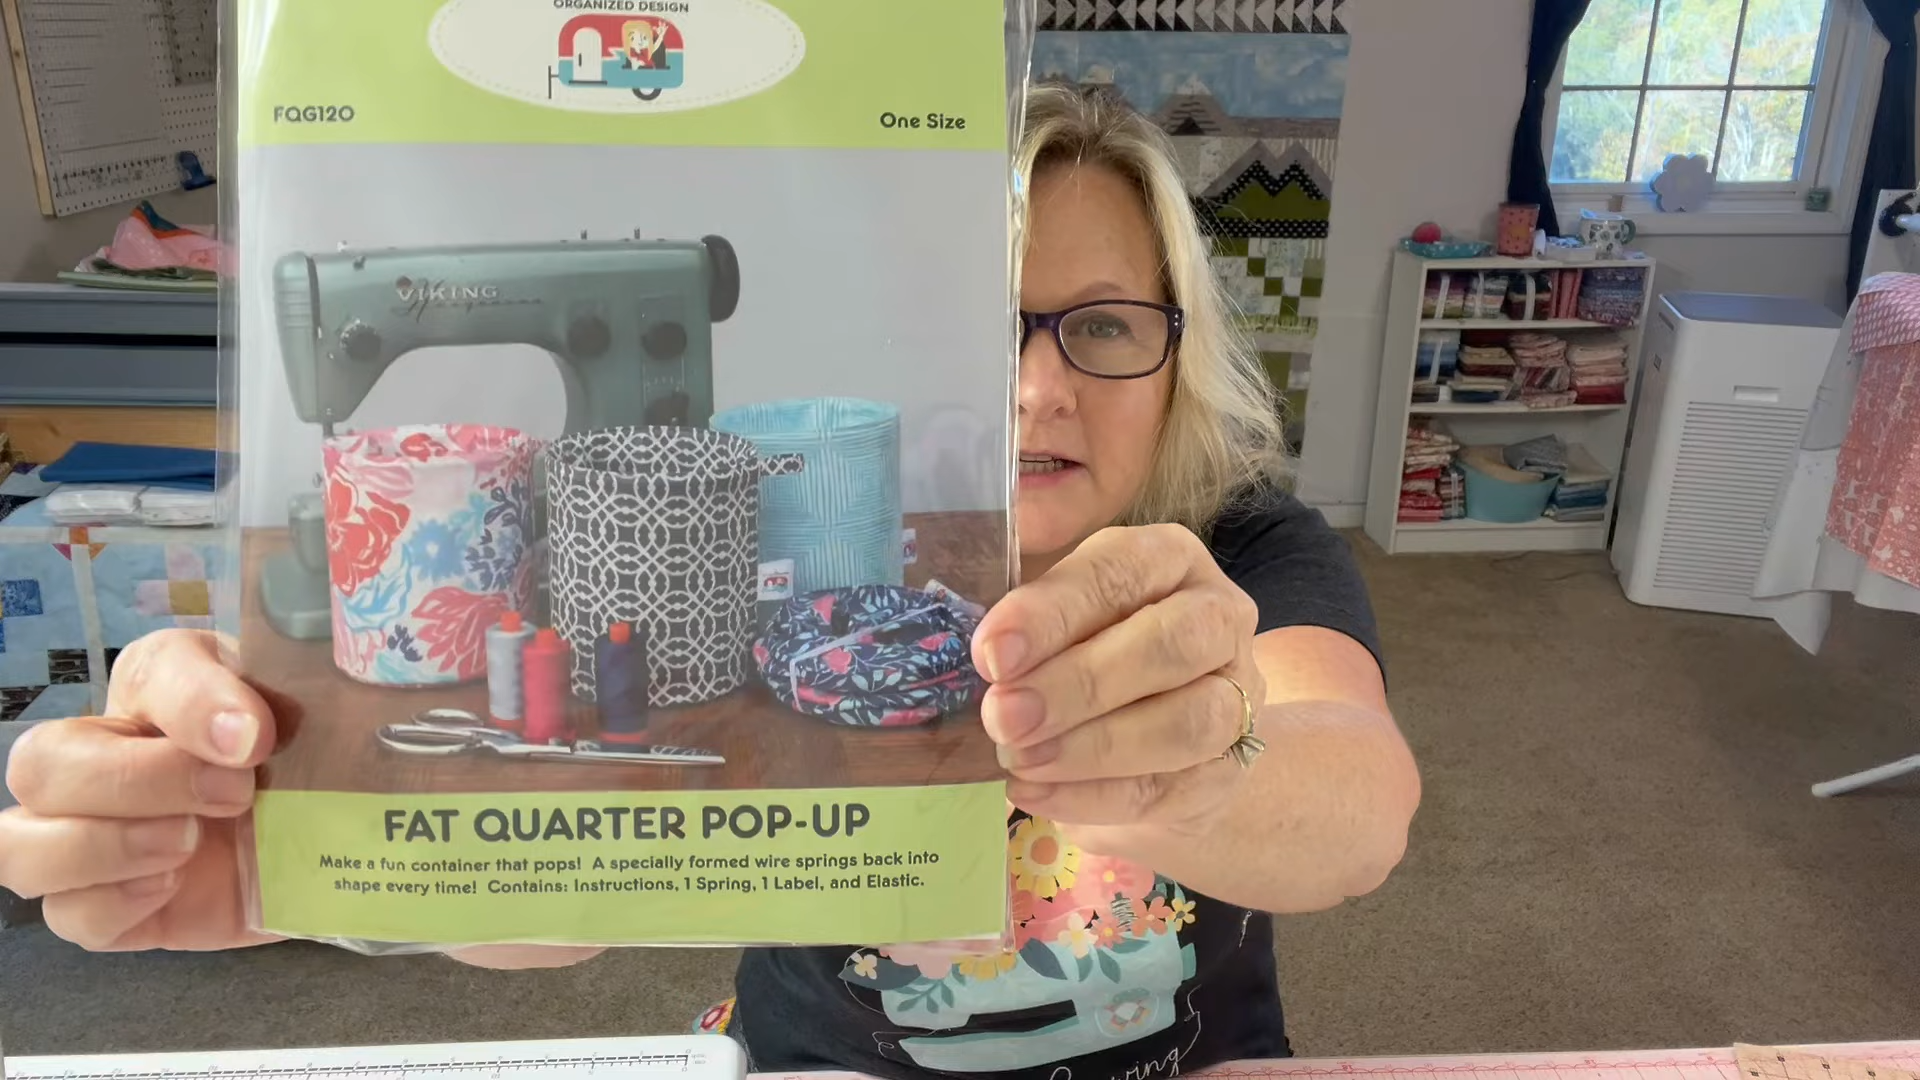 ORGANIZED DESIGN
FQG120
One Size
VIKING
FAT QUARTER POP-UP
Make a fun container that pops! A specially formed wire springs back into
shape every time! Contains: Instructions, 1 Spring, 1 Label, and Elastic.